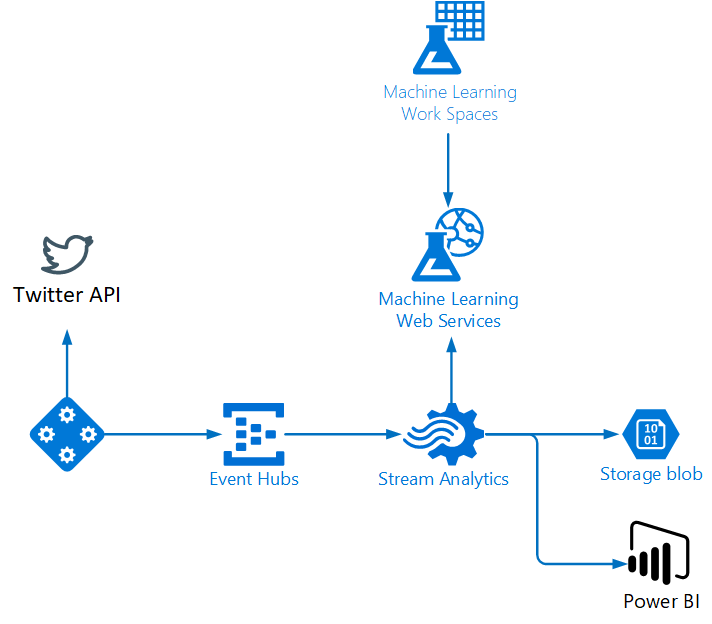 Machine Learning
Work Spaces
Twitter API
Machine Learning
Web Services
Event Hubs
Stream Analytics
10
01
Storage blob
Power BI